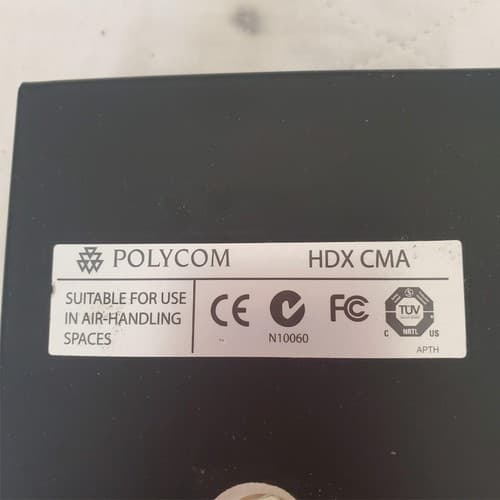 POLYCOM HDX CMA
SUITABLE FOR USE
IN AIR-HANDLING
SPACES
CE FC
N10060
TÜV
C NRTL US
APTH